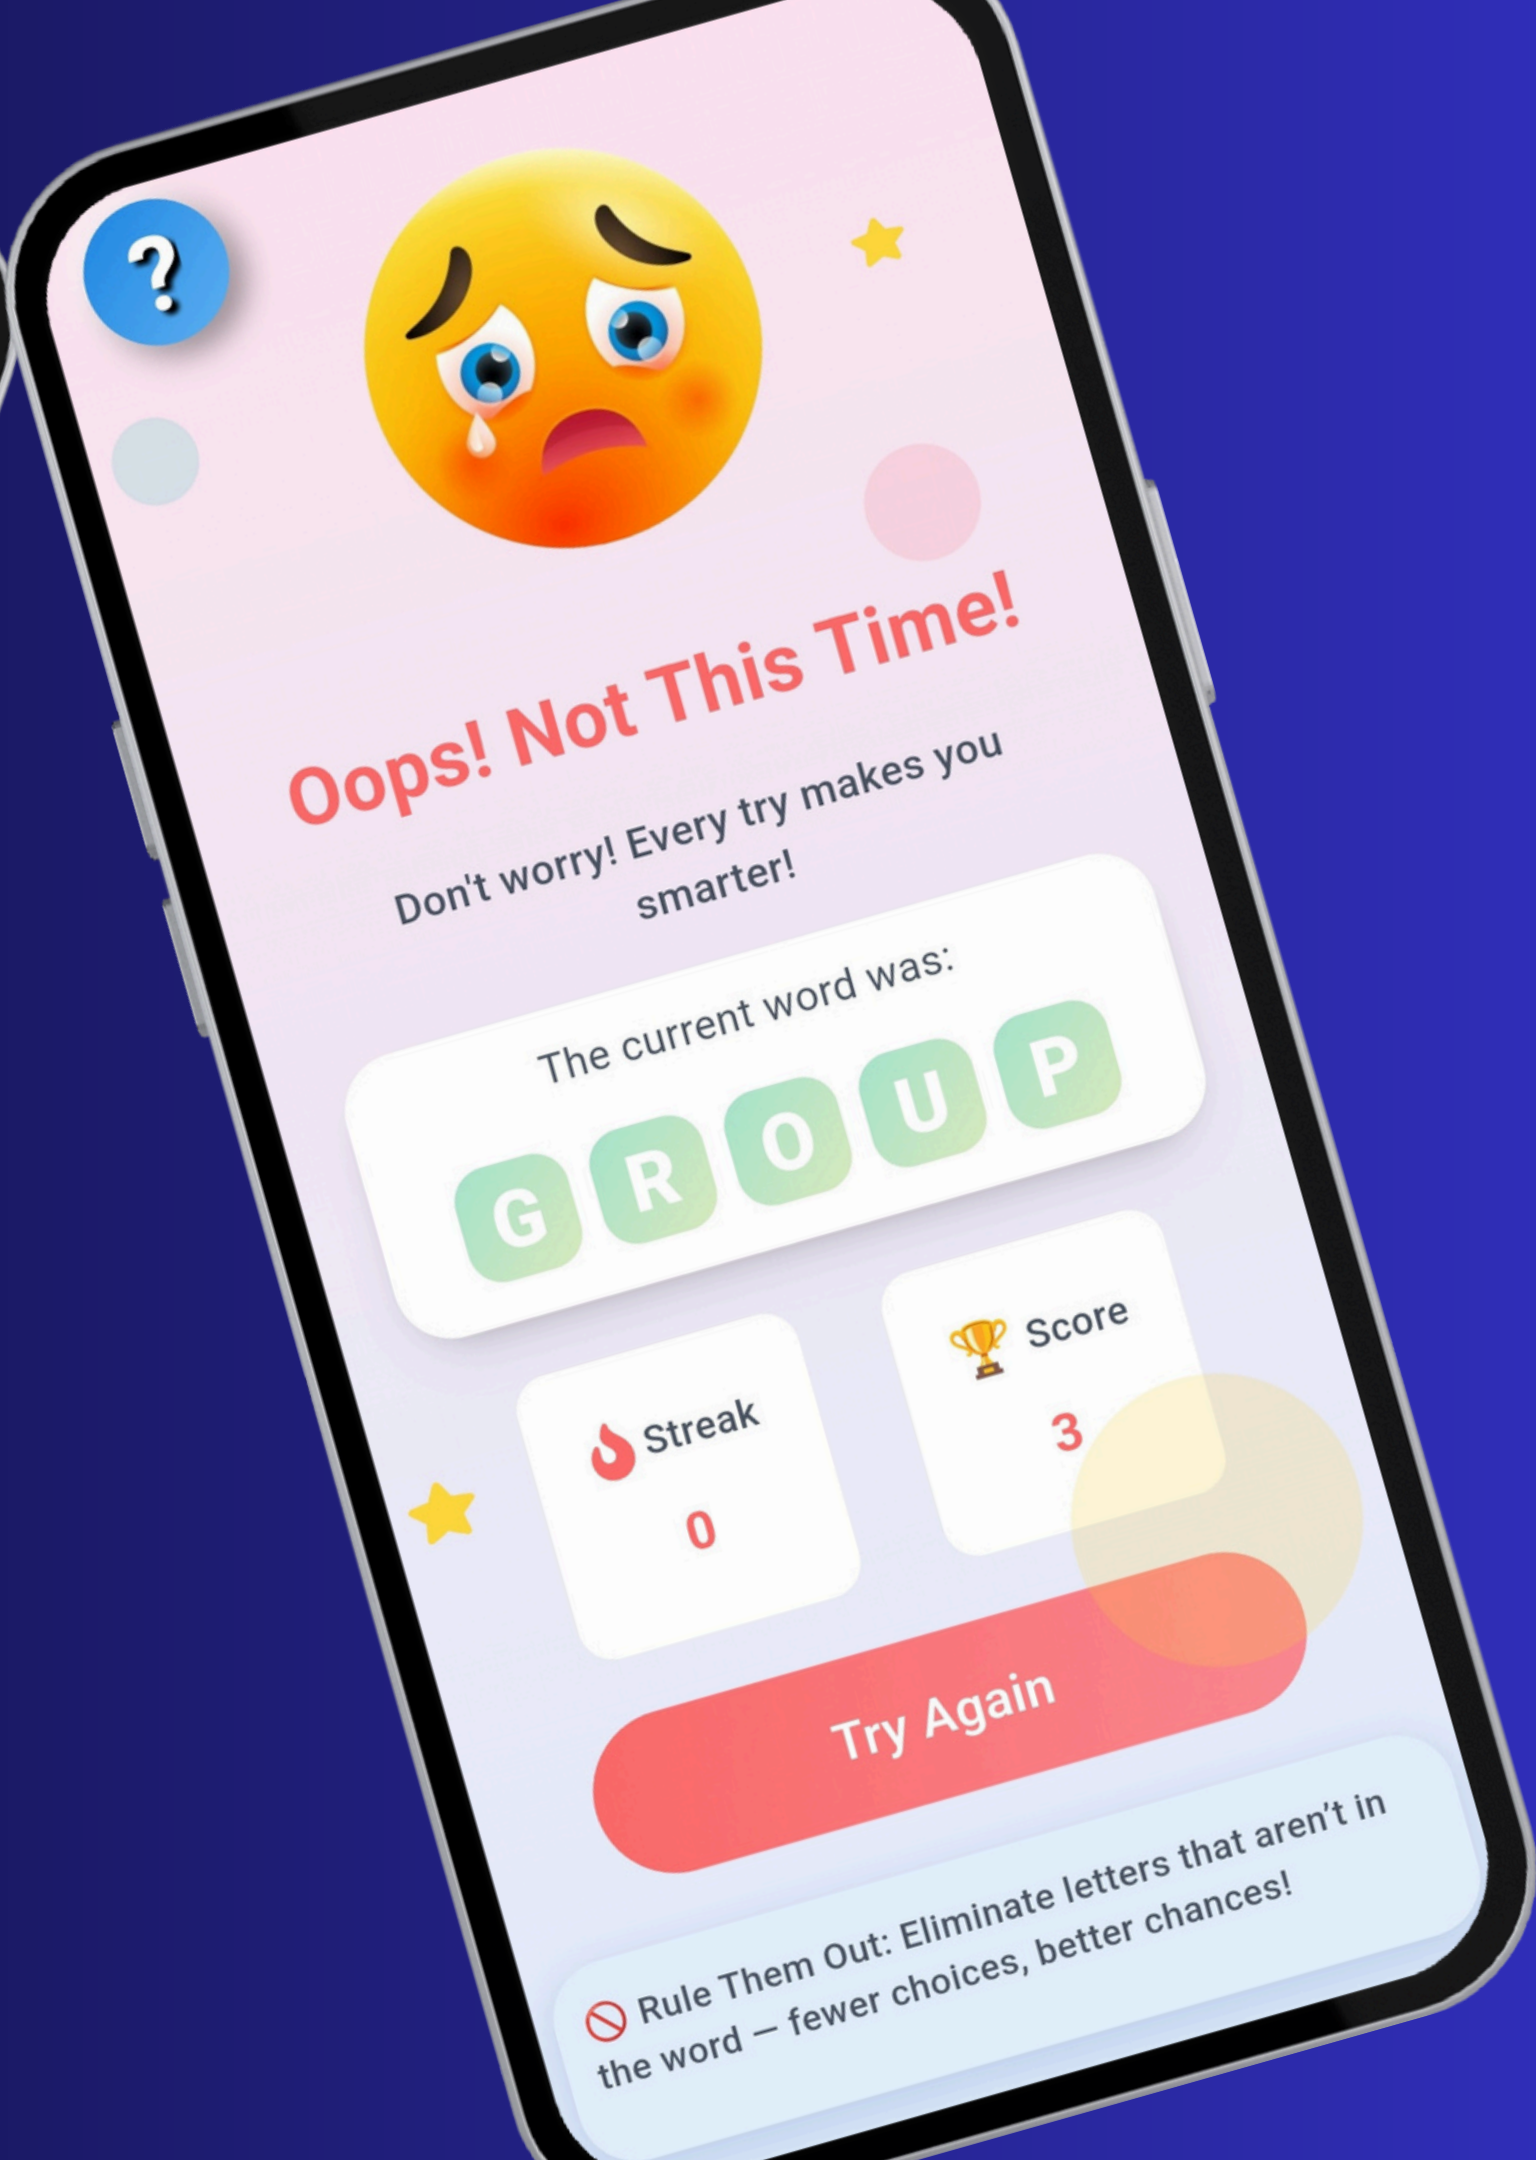 ?
Oops! Not This Time!
Don't worry! Every try makes you
smarter!
The current word was:
GROUP
Streak
0
🏆 Score
3
Try Again
🚫 Rule Them Out: Eliminate letters that aren’t in
the word — fewer choices, better chances!